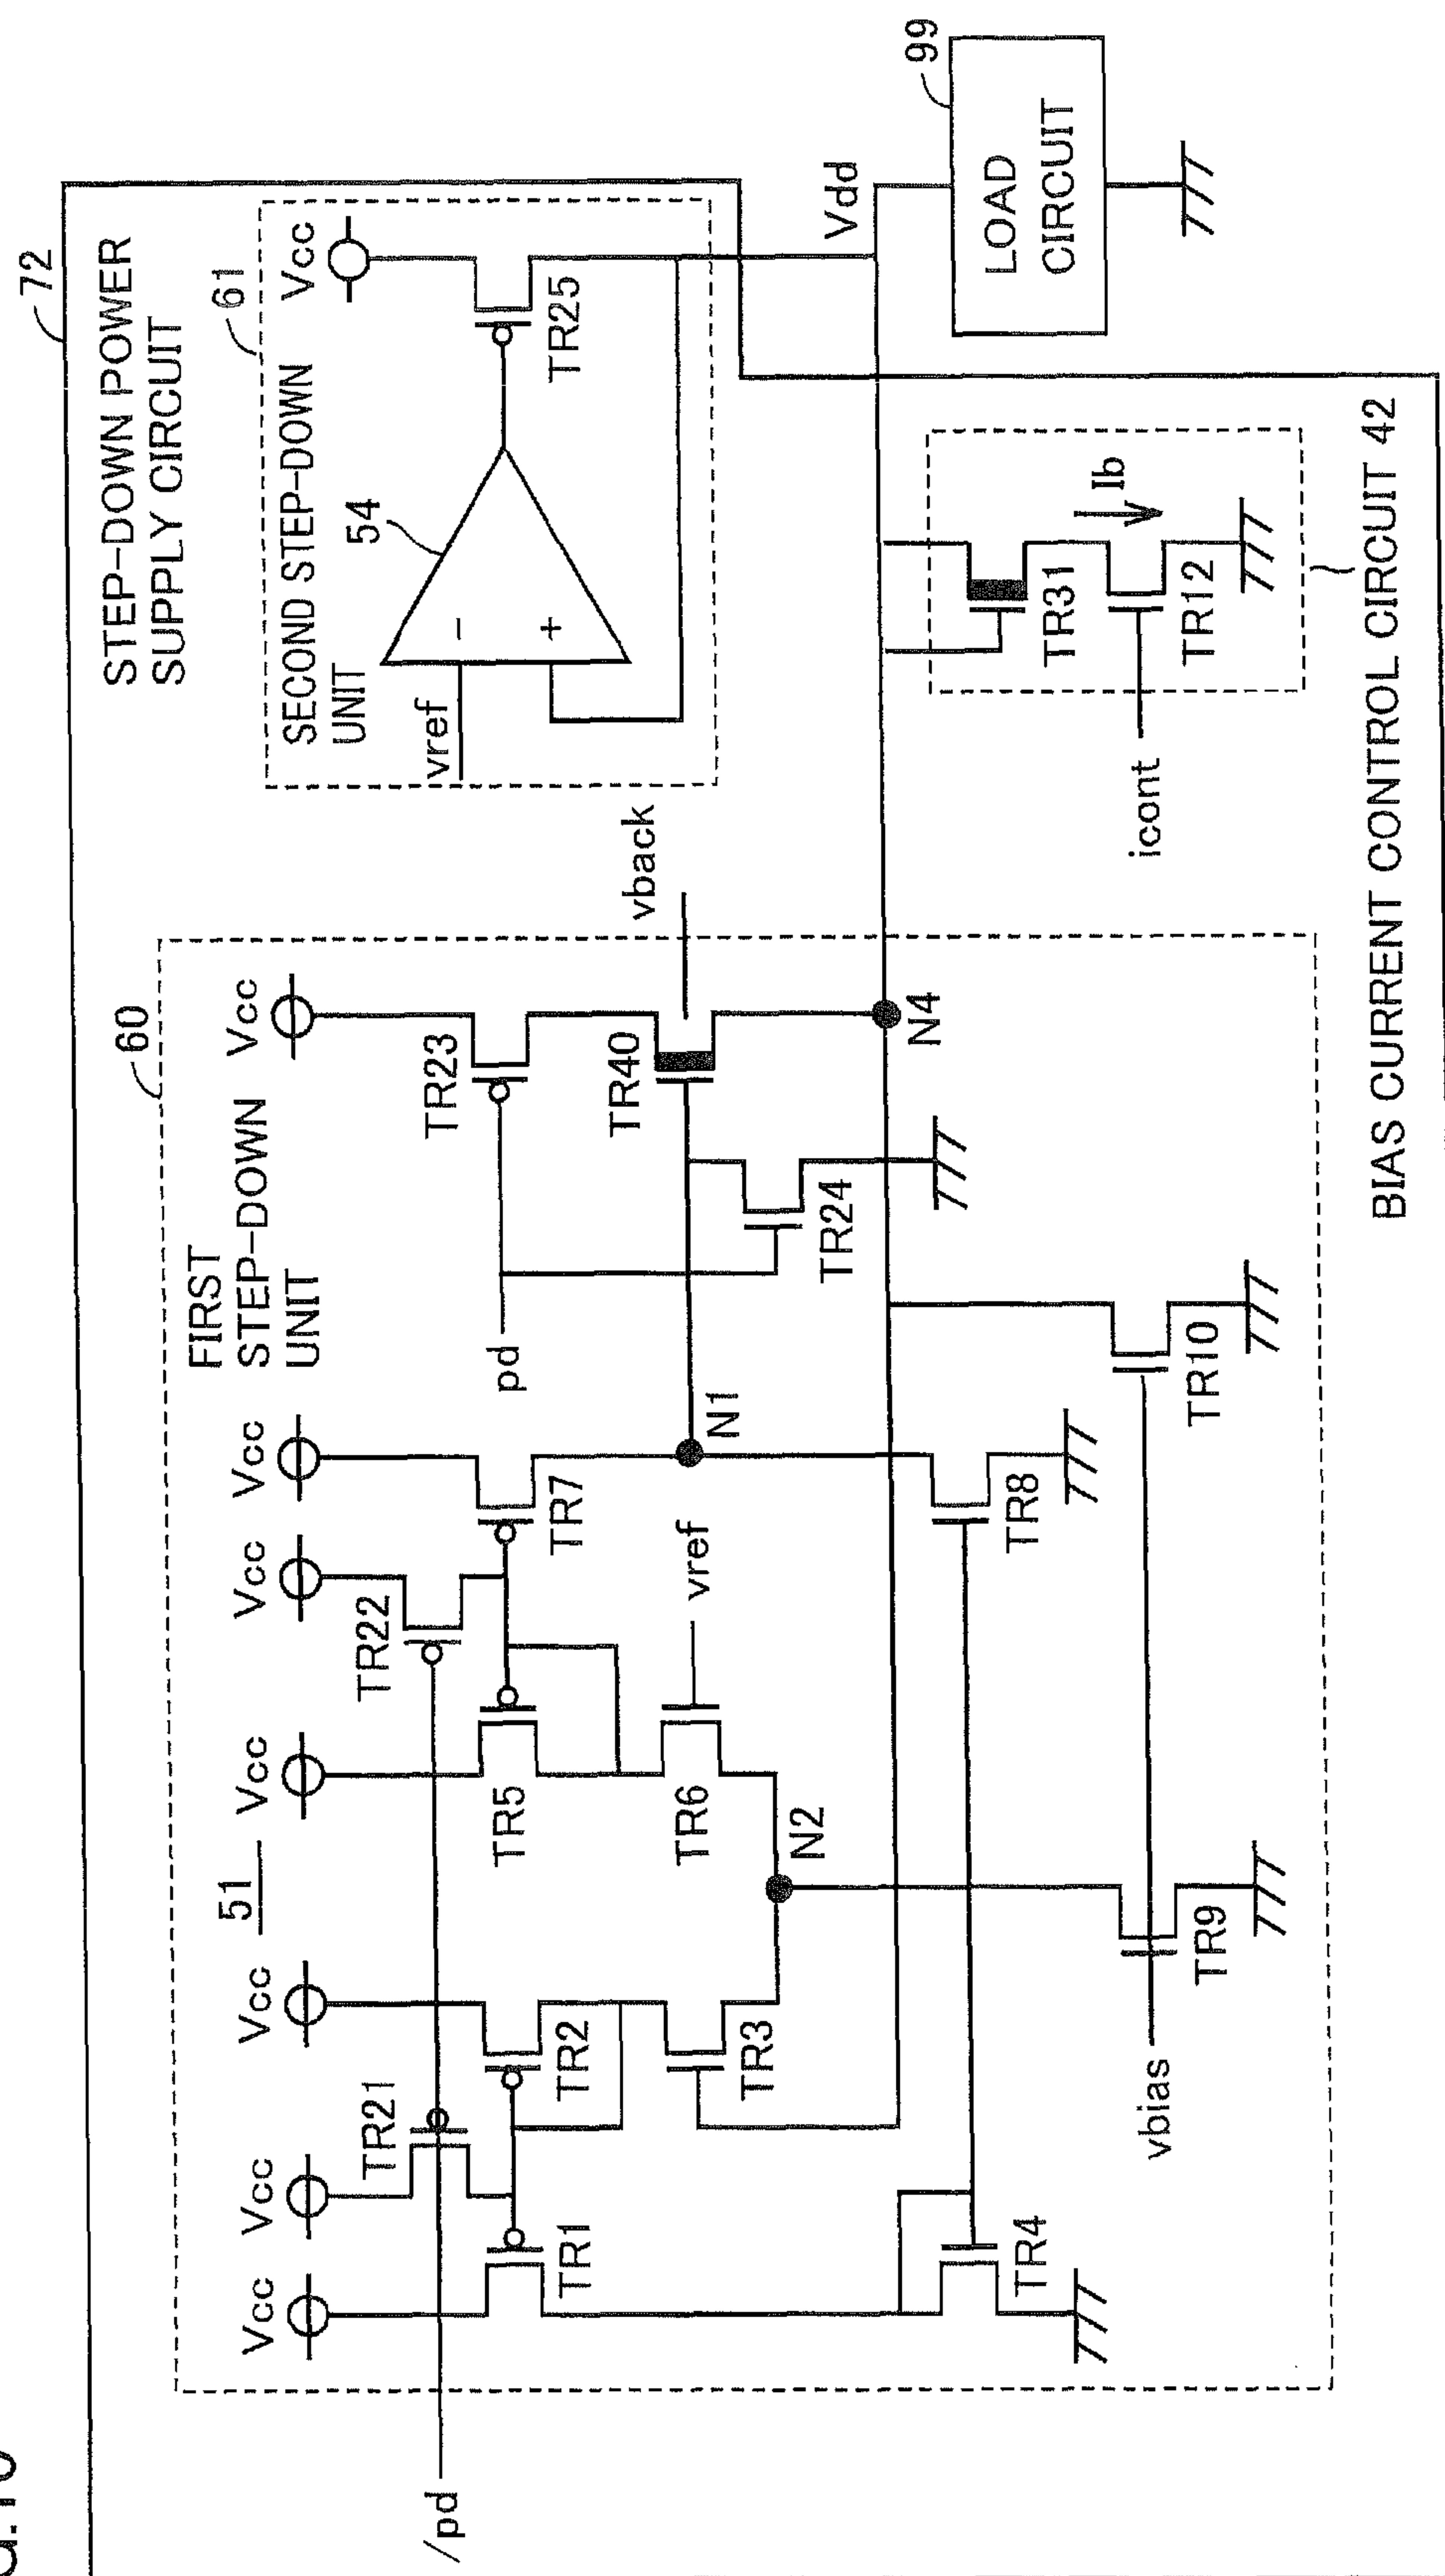 72
STEP-DOWN POWER
SUPPLY CIRCUIT
60
FIRST
STEP-DOWN
UNIT
51
61
SECOND STEP-DOWN
UNIT
Vcc
Vcc
Vcc
Vcc
Vcc
Vcc
Vcc
Vcc
/pd
TR21
TR22
TR1
TR2
TR5
TR7
pd
TR23
vref
54
−
+
TR25
TR3
TR6
vref
N1
TR40
vback
N2
TR24
Vdd
N4
99
LOAD
CIRCUIT
TR4
TR8
TR31
Ib
icont
TR12
vbias
TR9
TR10
BIAS CURRENT CONTROL CIRCUIT 42